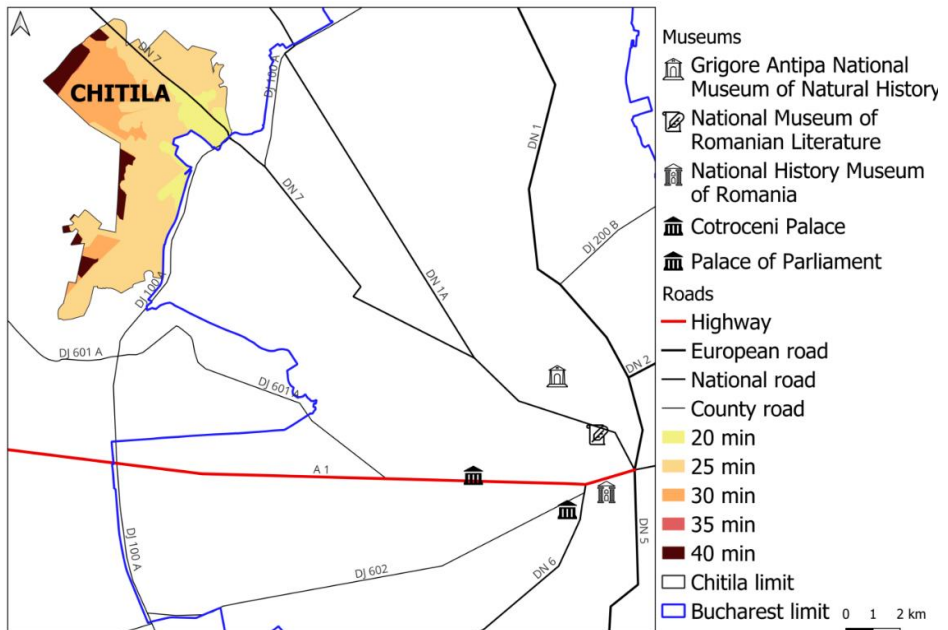 DN 7
CHITILA
DJ 100 A
DN 1
DN 7
DJ 200 B
DN 1A
DJ 100 A
DJ 601 A
DJ 601 A
DN 2
A 1
DJ 100 A
DJ 602
DN 6
DN 5
Museums
Grigore Antipa National
Museum of Natural History
National Museum of
Romanian Literature
National History Museum
of Romania
Cotroceni Palace
Palace of Parliament
Roads
Highway
European road
National road
County road
20 min
25 min
30 min
35 min
40 min
Chitila limit
Bucharest limit
0 1 2 km